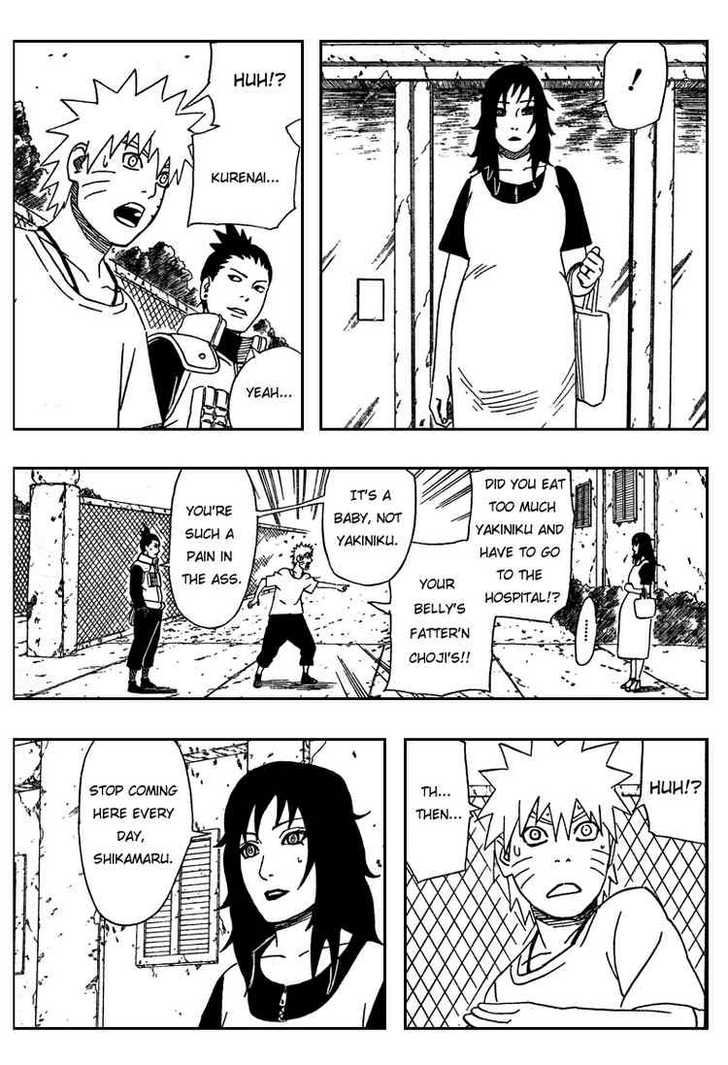 !
HUH!?
KURENAI...
YEAH...
DID YOU EAT
TOO MUCH
YAKINIKU AND
HAVE TO GO
TO THE
HOSPITAL!?
YOUR
BELLY'S
FATTER'N
CHOJI'S!!
.......
IT'S A
BABY, NOT
YAKINIKU.
YOU'RE
SUCH A
PAIN IN
THE ASS.
HUH!?
TH...
THEN...
STOP COMING
HERE EVERY
DAY,
SHIKAMARU.